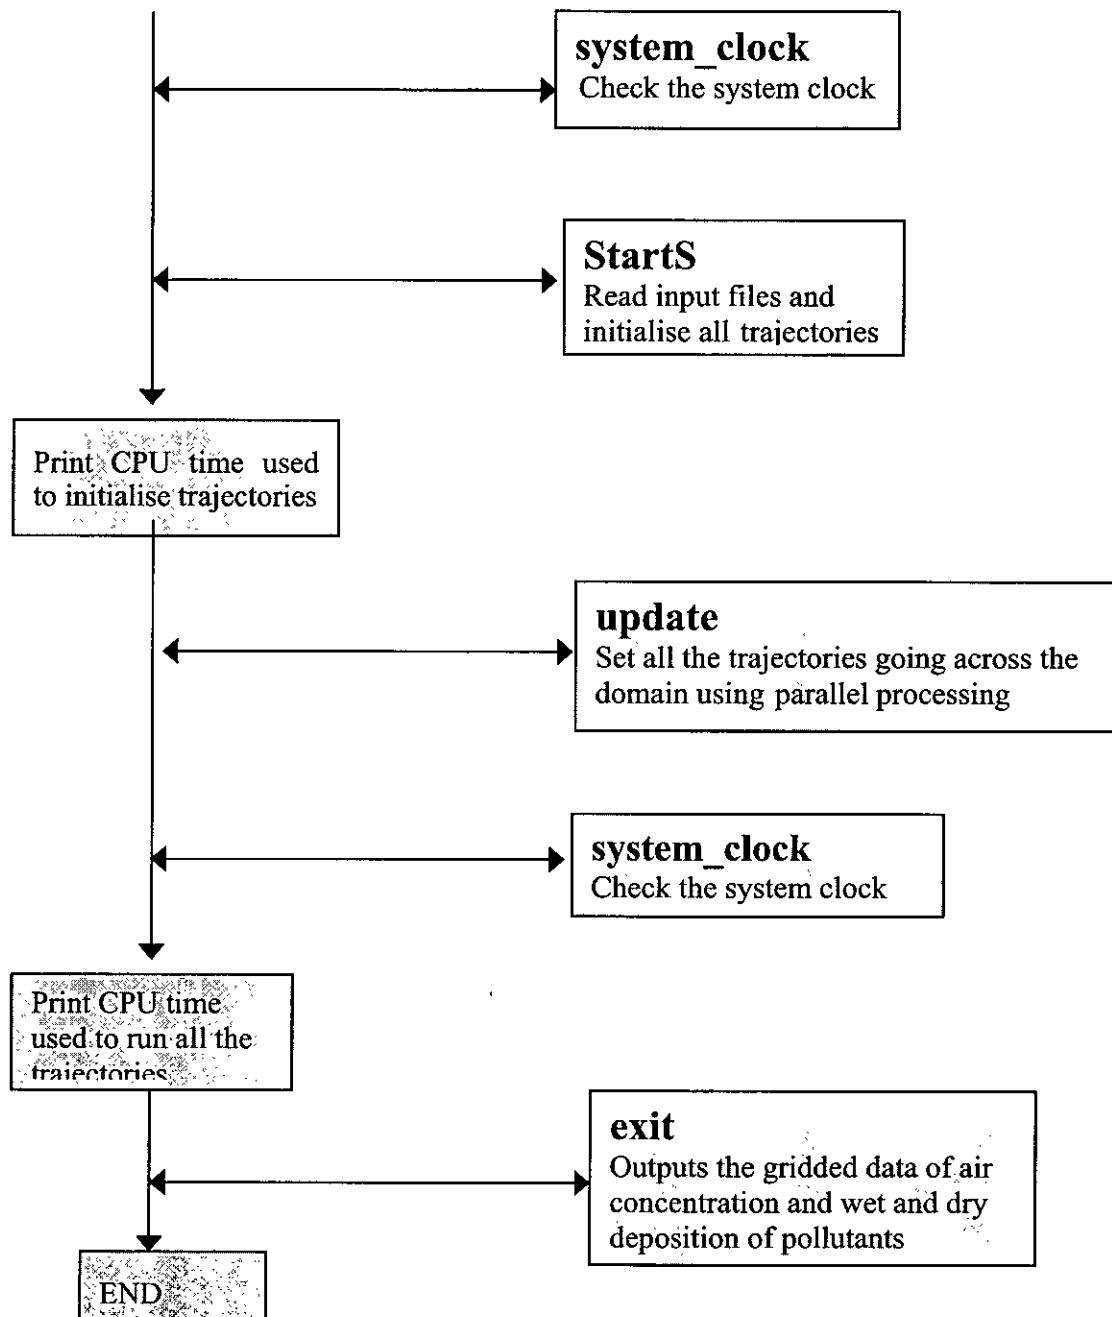 system_clock
Check the system clock
StartS
Read input files and
initialise all trajectories
Print CPU time used
to initialise trajectories
update
Set all the trajectories going across the
domain using parallel processing
system_clock
Check the system clock
Print CPU time
used to run all the
trajectories
exit
Outputs the gridded data of air
concentration and wet and dry
deposition of pollutants
END